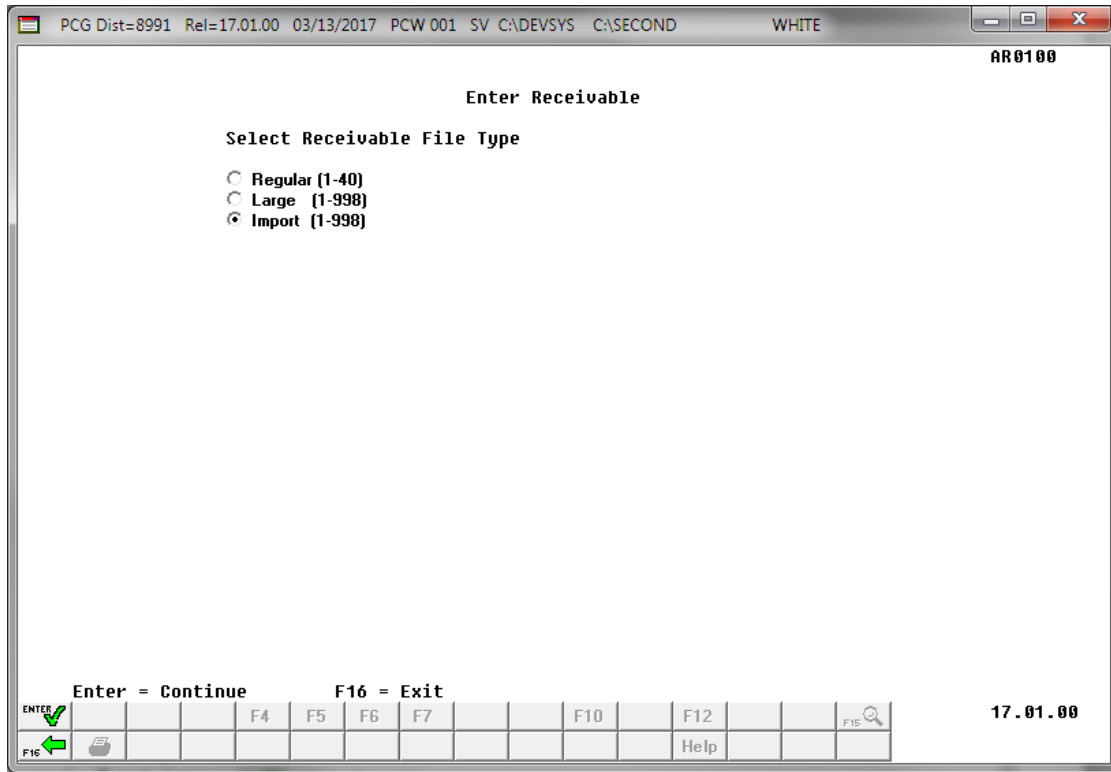 PCG Dist=8991 Rel=17.01.00 03/13/2017 PCW 001 SV C:\DEVSYS C:\SECOND WHITE
AR0100
Enter Receivable
Select Receivable File Type
Regular (1-40)
Large (1-998)
Import (1-998)
Enter = Continue F16 = Exit
ENTER F4 F5 F6 F7 F10 F12 F15 17.01.00
F16 Help